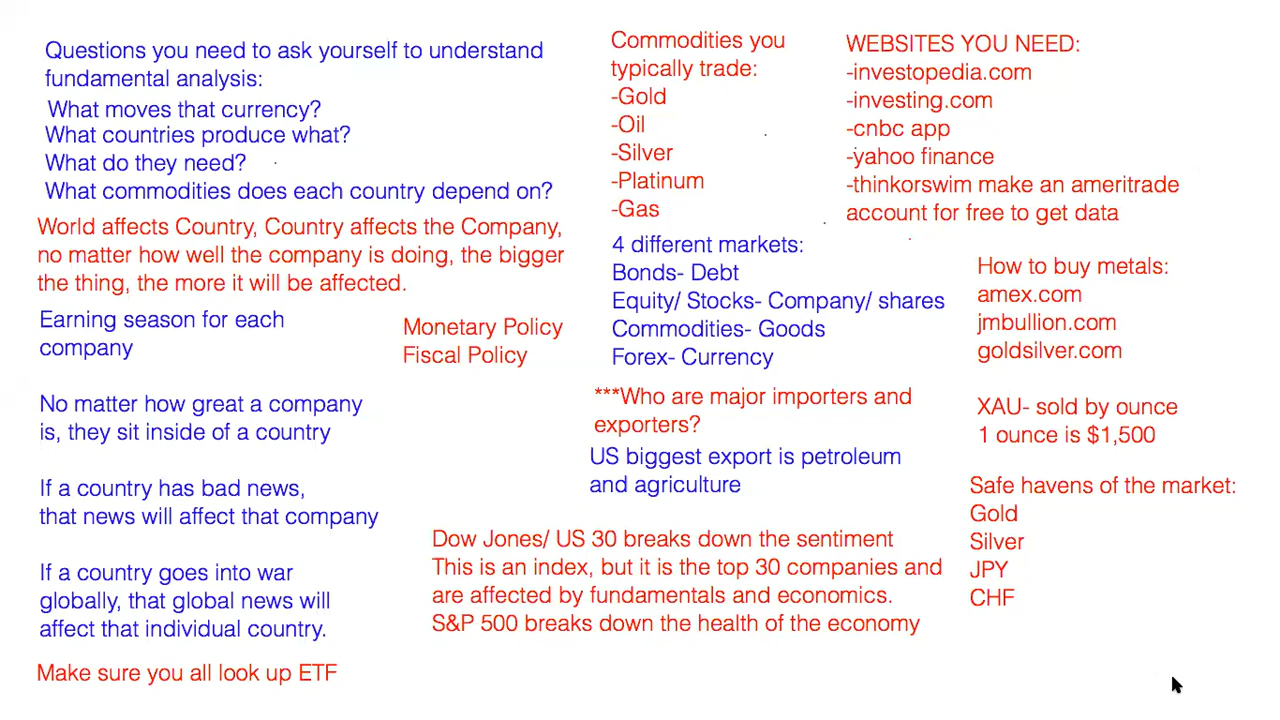 Questions you need to ask yourself to understand
fundamental analysis:
What moves that currency?
What countries produce what?
What do they need?
What commodities does each country depend on?
World affects Country, Country affects the Company,
no matter how well the company is doing, the bigger
the thing, the more it will be affected.
Earning season for each
company
No matter how great a company
is, they sit inside of a country
If a country has bad news,
that news will affect that company
If a country goes into war
globally, that global news will
affect that individual country.
Make sure you all look up ETF
Monetary Policy
Fiscal Policy
Commodities you
typically trade:
-Gold
-Oil
-Silver
-Platinum
-Gas
4 different markets:
Bonds- Debt
Equity/ Stocks- Company/ shares
Commodities- Goods
Forex- Currency
***Who are major importers and
exporters?
US biggest export is petroleum
and agriculture
Dow Jones/ US 30 breaks down the sentiment
This is an index, but it is the top 30 companies and
are affected by fundamentals and economics.
S&P 500 breaks down the health of the economy
WEBSITES YOU NEED:
-investopedia.com
-investing.com
-cnbc app
-yahoo finance
-thinkorswim make an ameritrade
account for free to get data
How to buy metals:
amex.com
jmbullion.com
goldsilver.com
XAU- sold by ounce
1 ounce is $1,500
Safe havens of the market:
Gold
Silver
JPY
CHF